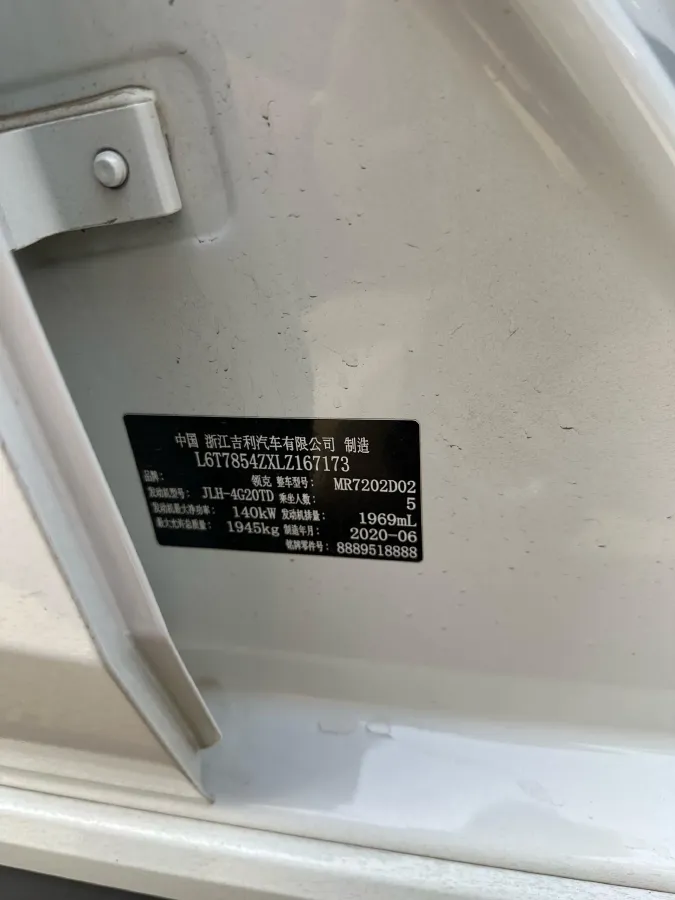 中国 浙江吉利汽车有限公司 制造
L6T7854ZXLZ167173
品牌: 领克 整车型号: MR7202D02
发动机型号: JLH-4G20TD 乘坐人数: 5
发动机最大净功率: 140kW 发动机排量: 1969mL
最大允许总质量: 1945kg 制造年月: 2020-06
铭牌零件号: 8889518888